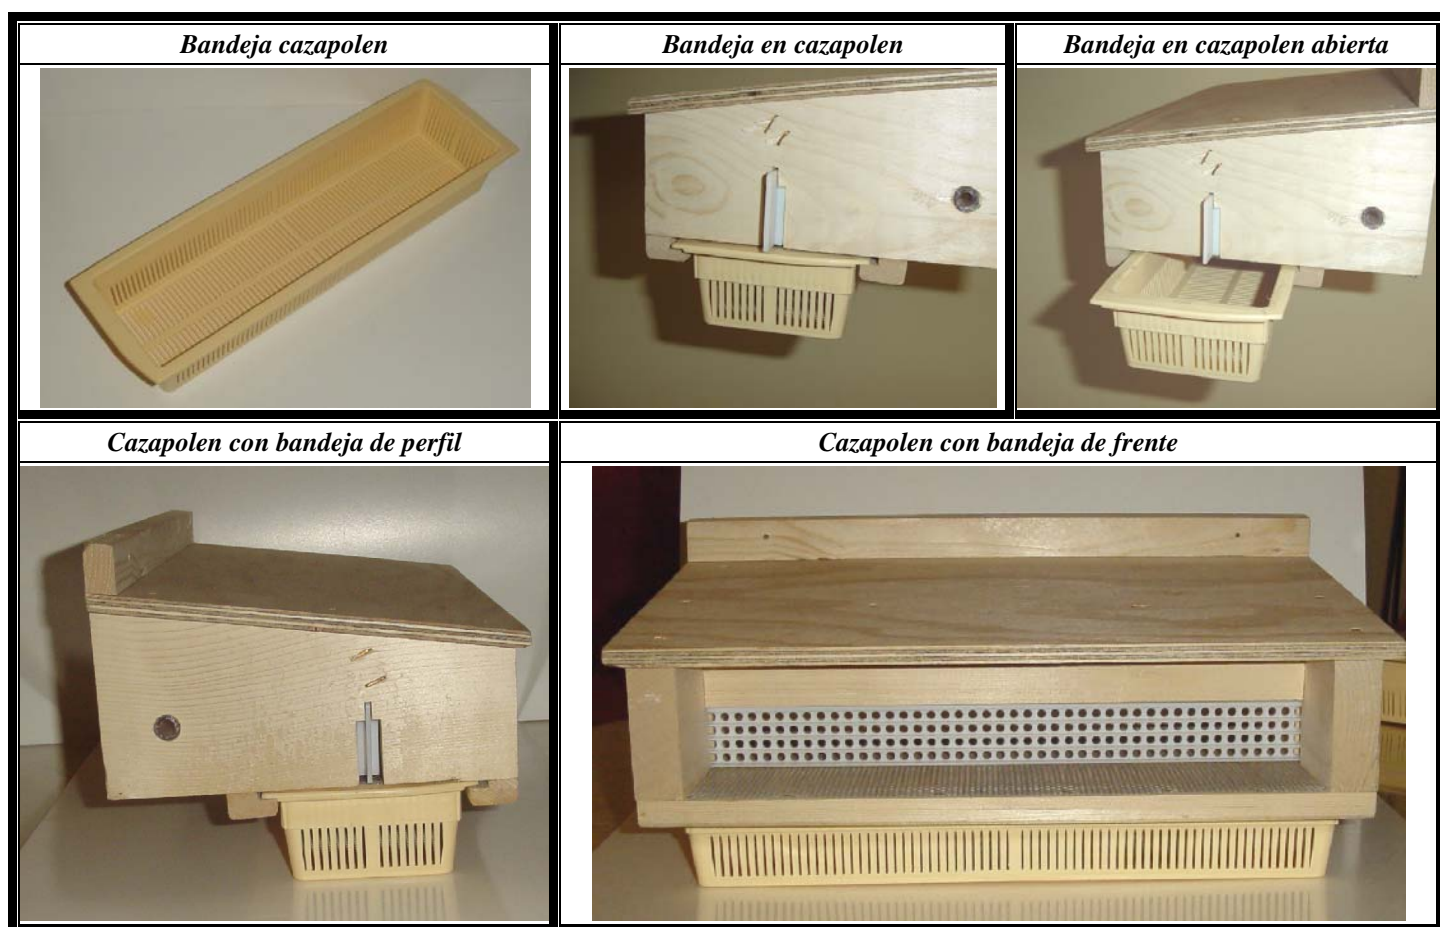 Bandeja cazapolen
Bandeja en cazapolen
Bandeja en cazapolen abierta
Cazapolen con bandeja de perfil
Cazapolen con bandeja de frente